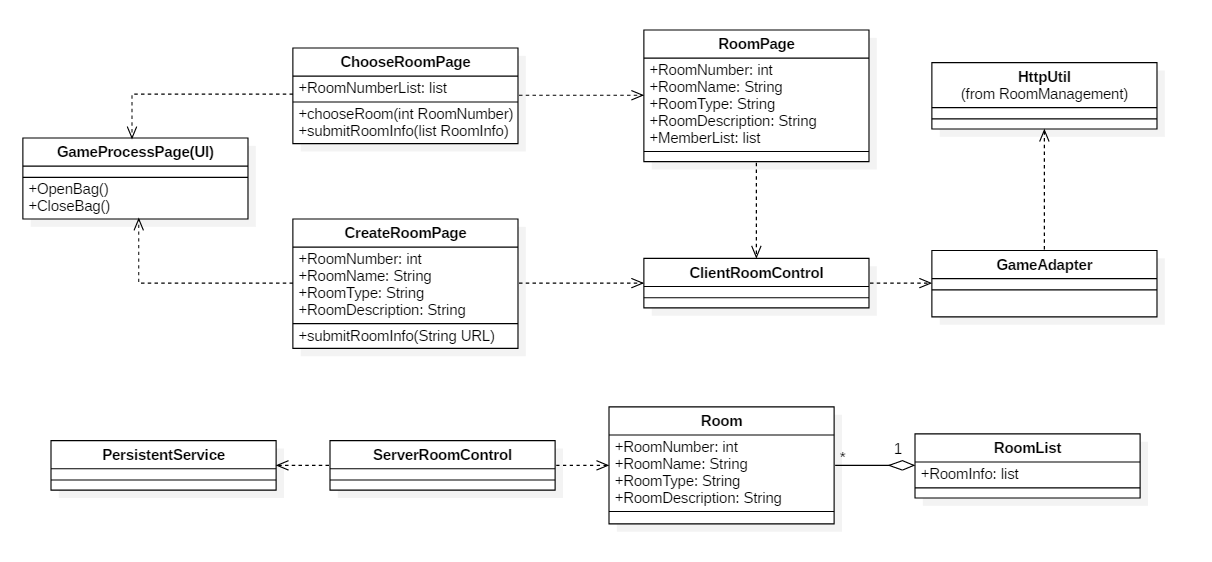 ChooseRoomPage
+RoomNumberList: list
+chooseRoom(int RoomNumber)
+submitRoomInfo(list RoomInfo)
RoomPage
+RoomNumber: int
+RoomName: String
+RoomType: String
+RoomDescription: String
+MemberList: list
HttpUtil
(from RoomManagement)
GameProcessPage(UI)
+OpenBag()
+CloseBag()
CreateRoomPage
+RoomNumber: int
+RoomName: String
+RoomType: String
+RoomDescription: String
+submitRoomInfo(String URL)
ClientRoomControl
GameAdapter
PersistentService
ServerRoomControl
Room
+RoomNumber: int
+RoomName: String
+RoomType: String
+RoomDescription: String
*
1
RoomList
+RoomInfo: list